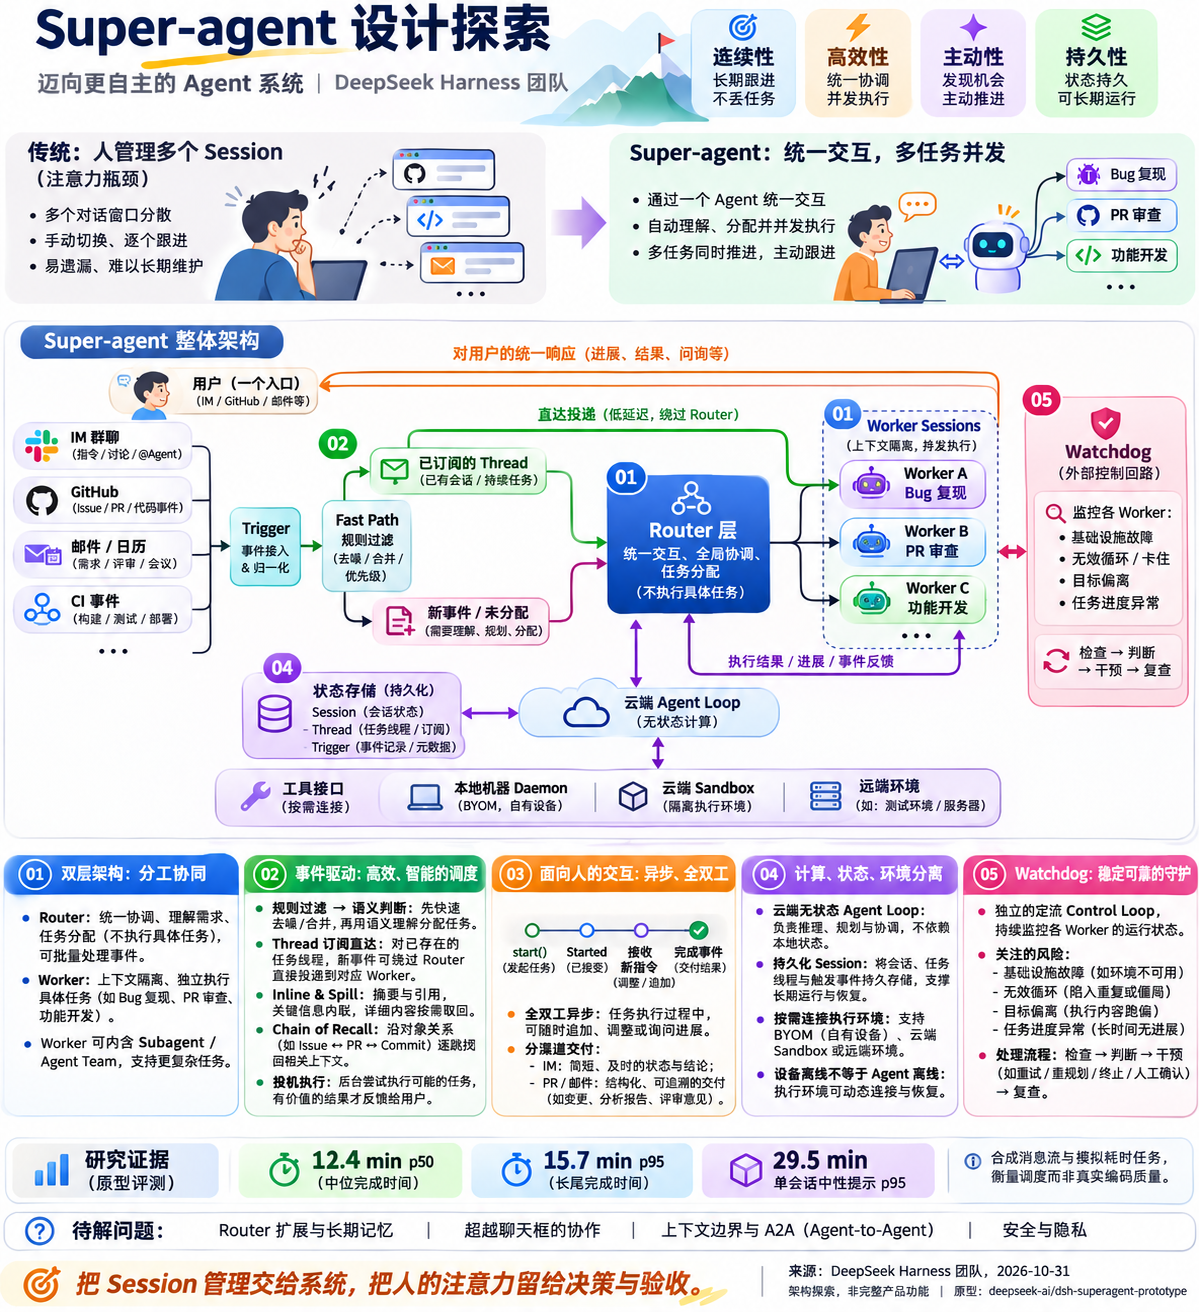 Super-agent 设计探索
迈向更自主的 Agent 系统 | DeepSeek Harness 团队
连续性
长期跟进
不丢任务
高效性
统一协调
并发执行
主动性
发现机会
主动推进
持久性
状态持久
可长期运行
传统：人管理多个 Session
（注意力瓶颈）
• 多个对话窗口分散
• 手动切换、逐个跟进
• 易遗漏、难以长期维护
Super-agent：统一交互，多任务并发
• 通过一个 Agent 统一交互
• 自动理解、分配并并发执行
• 多任务同时推进，主动跟进
Bug 复现
PR 审查
功能开发
Super-agent 整体架构
对用户的统一响应（进展、结果、问询等）
用户（一个入口）
（IM / GitHub / 邮件等）
IM 群聊
（指令 / 讨论 / @Agent）
GitHub
（Issue / PR / 代码事件）
邮件 / 日历
（需求 / 评审 / 会议）
CI 事件
（构建 / 测试 / 部署）
Trigger
事件接入
& 归一化
Fast Path
规则过滤
（去噪 / 合并 /
优先级）
02
直达投递（低延迟，绕过 Router）
已订阅的 Thread
（已有会话 / 持续任务）
新事件 / 未分配
（需要理解、规划、分配）
01
Router 层
统一交互、全局协调、
任务分配
（不执行具体任务）
01
Worker Sessions
（上下文隔离，并发执行）
Worker A
Bug 复现
Worker B
PR 审查
Worker C
功能开发
执行结果 / 进展 / 事件反馈
05
Watchdog
（外部控制回路）
监控各 Worker：
• 基础设施故障
• 无效循环 / 卡住
• 目标偏离
• 任务进度异常
检查 → 判断
→ 干预 → 复查
04
状态存储（持久化）
Session（会话状态）
- Thread（任务线程 / 订阅）
- Trigger（事件记录 / 元数据）
云端 Agent Loop
（无状态计算）
工具接口
（按需连接）
本地机器 Daemon
（BYOM，自有设备）
云端 Sandbox
（隔离执行环境）
远端环境
（如：测试环境 / 服务器）
01 双层架构：分工协同
• Router：统一协调、理解需求、
任务分配（不执行具体任务），
可批量处理事件。
• Worker：上下文隔离、独立执行
具体任务（如 Bug 复现、PR 审查、
功能开发）。
• Worker 可内含 Subagent /
Agent Team，支持更复杂任务。
02 事件驱动：高效、智能的调度
• 规则过滤 → 语义判断：先快速
去噪/合并，再用语义理解分配任务。
• Thread 订阅直达：对已存在的
任务线程，新事件可绕过 Router
直接投递到对应 Worker。
• Inline & Spill：摘要与引用，
关键信息内联，详细内容按需取回。
• Chain of Recall：沿对象关系
（如 Issue ↔ PR ↔ Commit）逐跳找
回相关上下文。
• 投机执行：后台尝试执行可能的任务，
有价值的结果才反馈给用户。
03 面向人的交互：异步、全双工
start()
（发起任务）
Started
（已接受）
接收
新指令
（调整 / 追加）
完成事件
（交付结果）
• 全双工异步：任务执行过程中，
可随时追加、调整或询问进展。
• 分渠道交付：
- IM：简短、及时的状态与结论；
- PR / 邮件：结构化、可追溯的交付
（如变更、分析报告、评审意见）。
04 计算、状态、环境分离
• 云端无状态 Agent Loop：
负责推理、规划与协调，不依赖
本地状态。
• 持久化 Session：将会话、任务
线程与触发事件持久存储，支撑
长期运行与恢复。
• 按需连接执行环境：支持
BYOM（自有设备）、云端
Sandbox 或远端环境。
• 设备离线不等于 Agent 离线：
执行环境可动态连接与恢复。
05 Watchdog：稳定可靠的守护
• 独立的定流 Control Loop，
持续监控各 Worker 的运行状态。
• 关注的风险：
- 基础设施故障（如环境不可用）
- 无效循环（陷入重复或僵局）
- 目标偏离（执行内容跑偏）
- 任务进度异常（长时间无进展）
• 处理流程：检查 → 判断 → 干预
（如重试 / 重规划 / 终止 / 人工确认）
→ 复查。
研究证据
（原型评测）
12.4 min p50
（中位完成时间）
15.7 min p95
（长尾完成时间）
29.5 min
单会话中性提示 p95
合成消息流与模拟耗时任务，
衡量调度而非真实编码质量。
待解问题： Router 扩展与长期记忆 | 超越聊天框的协作 | 上下文边界与 A2A（Agent-to-Agent） | 安全与隐私
把 Session 管理交给系统，把人的注意力留给决策与验收。
来源：DeepSeek Harness 团队，2026-10-31
架构探索，非完整产品功能 | 原型：deepseek-ai/dsh-superagent-prototype